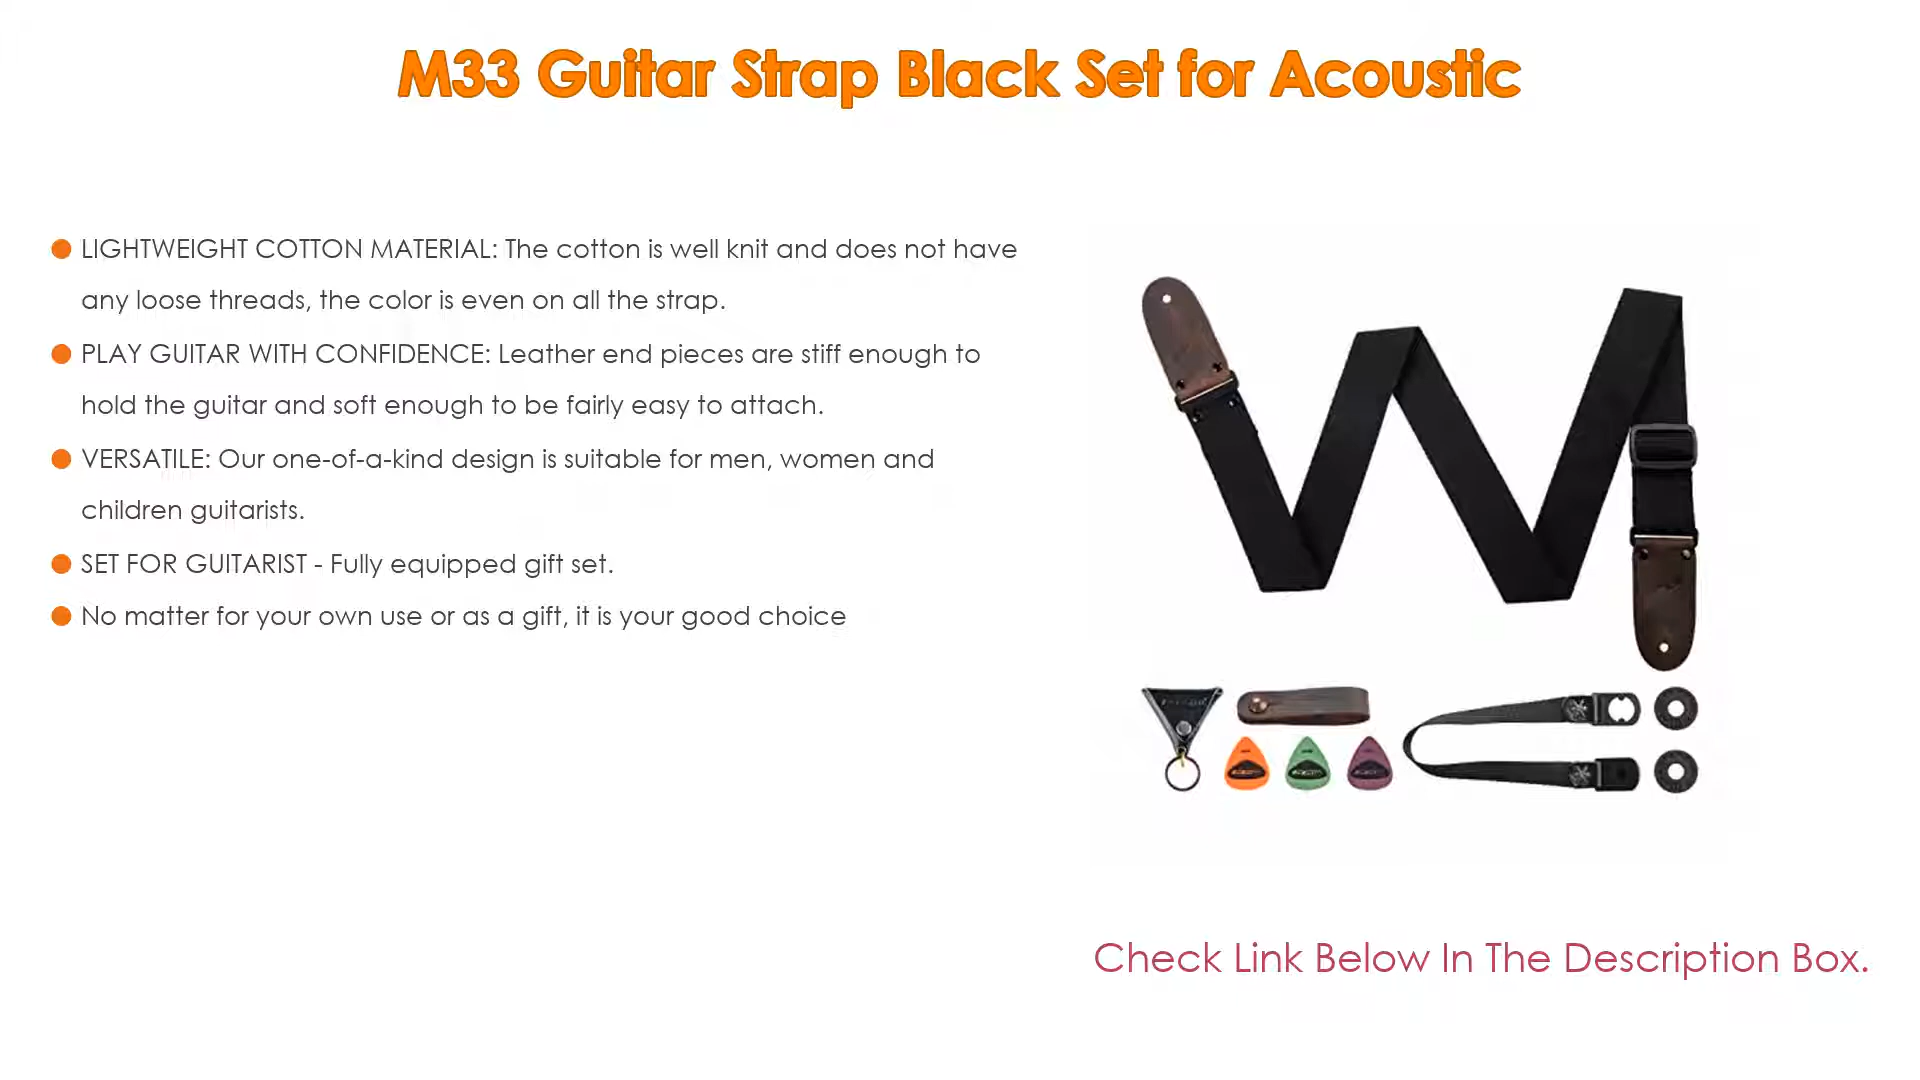 M33 Guitar Strap Black Set for Acoustic
LIGHTWEIGHT COTTON MATERIAL: The cotton is well knit and does not have
any loose threads, the color is even on all the strap.
PLAY GUITAR WITH CONFIDENCE: Leather end pieces are stiff enough to
hold the guitar and soft enough to be fairly easy to attach.
VERSATILE: Our one-of-a-kind design is suitable for men, women and
children guitarists.
SET FOR GUITARIST - Fully equipped gift set.
No matter for your own use or as a gift, it is your good choice
Check Link Below In The Description Box.